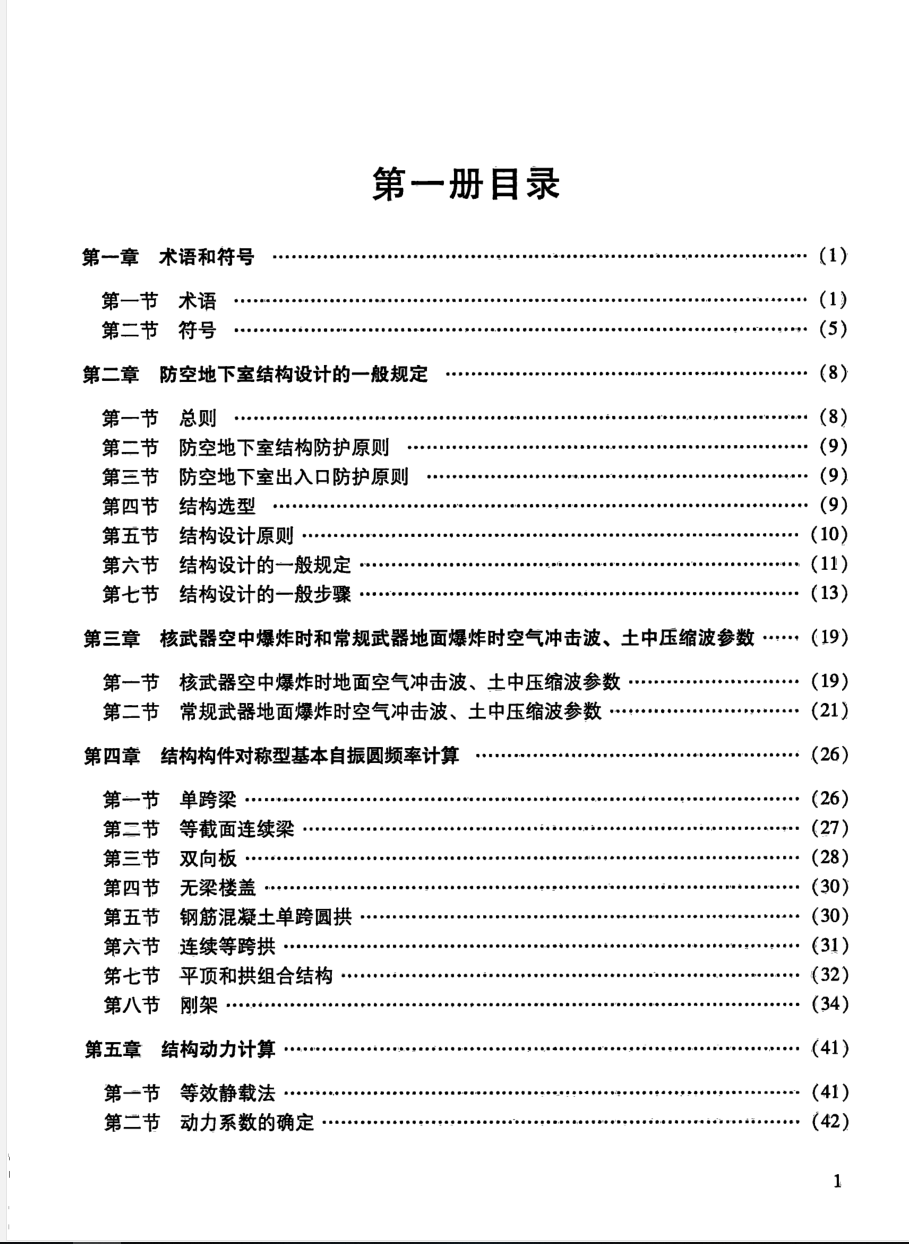 第一册目录
第一章 术语和符号 …… (1)
第一节 术语 …… (1)
第二节 符号 …… (5)
第二章 防空地下室结构设计的一般规定 …… (8)
第一节 总则 …… (8)
第二节 防空地下室结构防护原则 …… (9)
第三节 防空地下室出入口防护原则 …… (9)
第四节 结构选型 …… (9)
第五节 结构设计原则 …… (10)
第六节 结构设计的一般规定 …… (11)
第七节 结构设计的一般步骤 …… (13)
第三章 核武器空中爆炸时和常规武器地面爆炸时空气冲击波、土中压缩波参数 …… (19)
第一节 核武器空中爆炸时地面空气冲击波、土中压缩波参数 …… (19)
第二节 常规武器地面爆炸时空气冲击波、土中压缩波参数 …… (21)
第四章 结构构件对称型基本自振圆频率计算 …… (26)
第一节 单跨梁 …… (26)
第二节 等截面连续梁 …… (27)
第三节 双向板 …… (28)
第四节 无梁楼盖 …… (30)
第五节 钢筋混凝土单跨圆拱 …… (30)
第六节 连续等跨拱 …… (31)
第七节 平顶和拱组合结构 …… (32)
第八节 刚架 …… (34)
第五章 结构动力计算 …… (41)
第一节 等效静载法 …… (41)
第二节 动力系数的确定 …… (42)
1